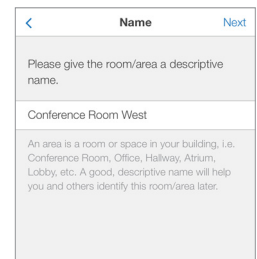 Name Next
Please give the room/area a descriptive
name.
Conference Room West
An area is a room or space in your building, i.e.
Conference Room, Office, Hallway, Atrium,
Lobby, etc. A good, descriptive name will help
you and others identify this room/area later.